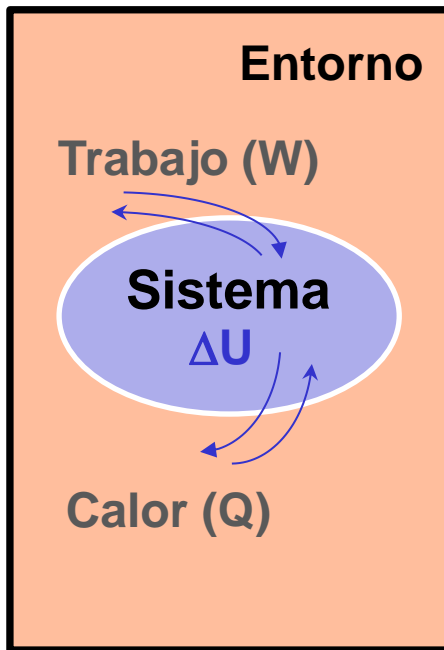 Entorno
Trabajo (W)
Sistema
ΔU
Calor (Q)